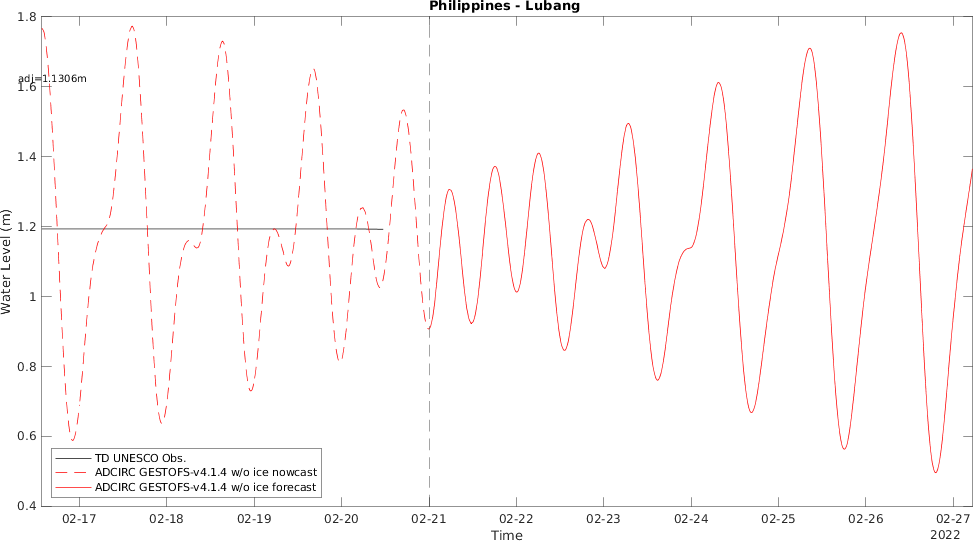 Philippines - Lubang
1.8
adj=1.1306m
1.6
1.4
1.2
1
0.8
0.6
0.4
Water Level (m)
TD UNESCO Obs.
ADCIRC GESTOFS-v4.1.4 w/o ice nowcast
ADCIRC GESTOFS-v4.1.4 w/o ice forecast
02-17 02-18 02-19 02-20 02-21 02-22 02-23 02-24 02-25 02-26 02-27
Time
2022